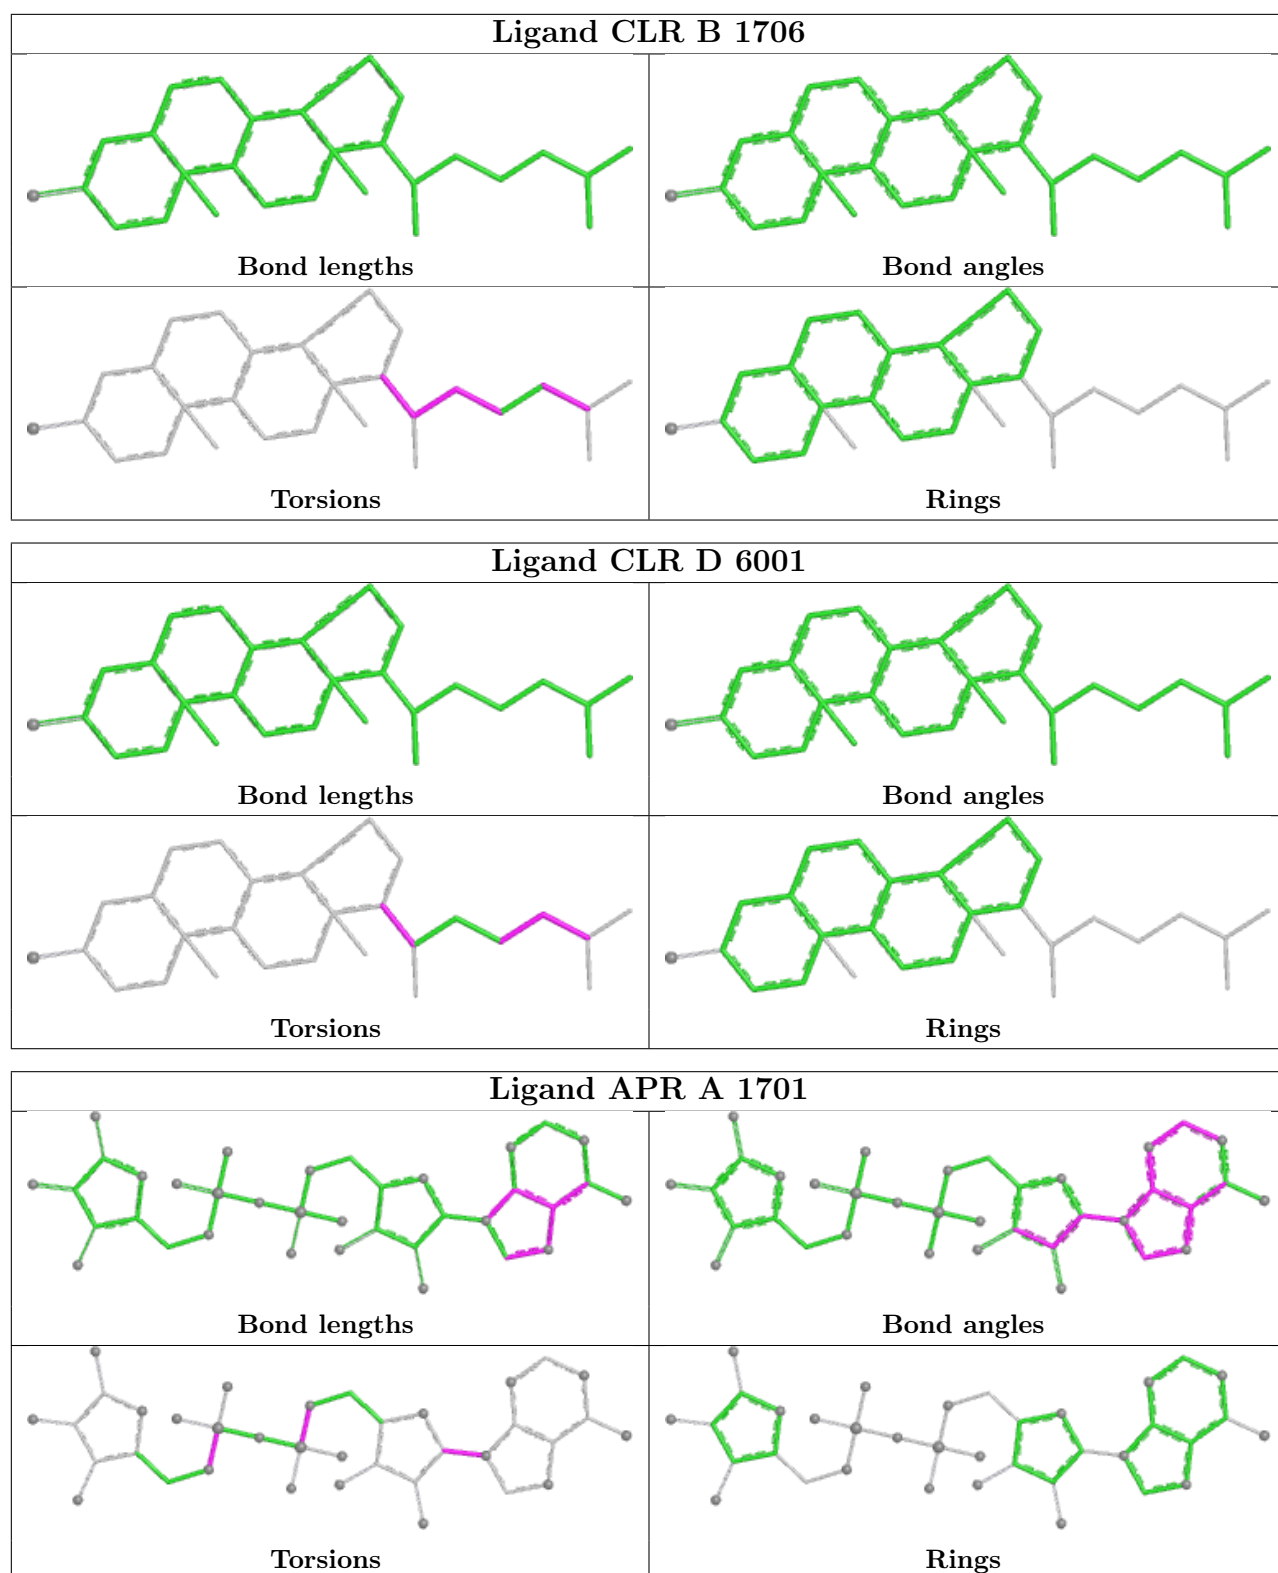 Ligand CLR B 1706
Bond lengths
Bond angles
Torsions
Rings
Ligand CLR D 6001
Bond lengths
Bond angles
Torsions
Rings
Ligand APR A 1701
Bond lengths
Bond angles
Torsions
Rings